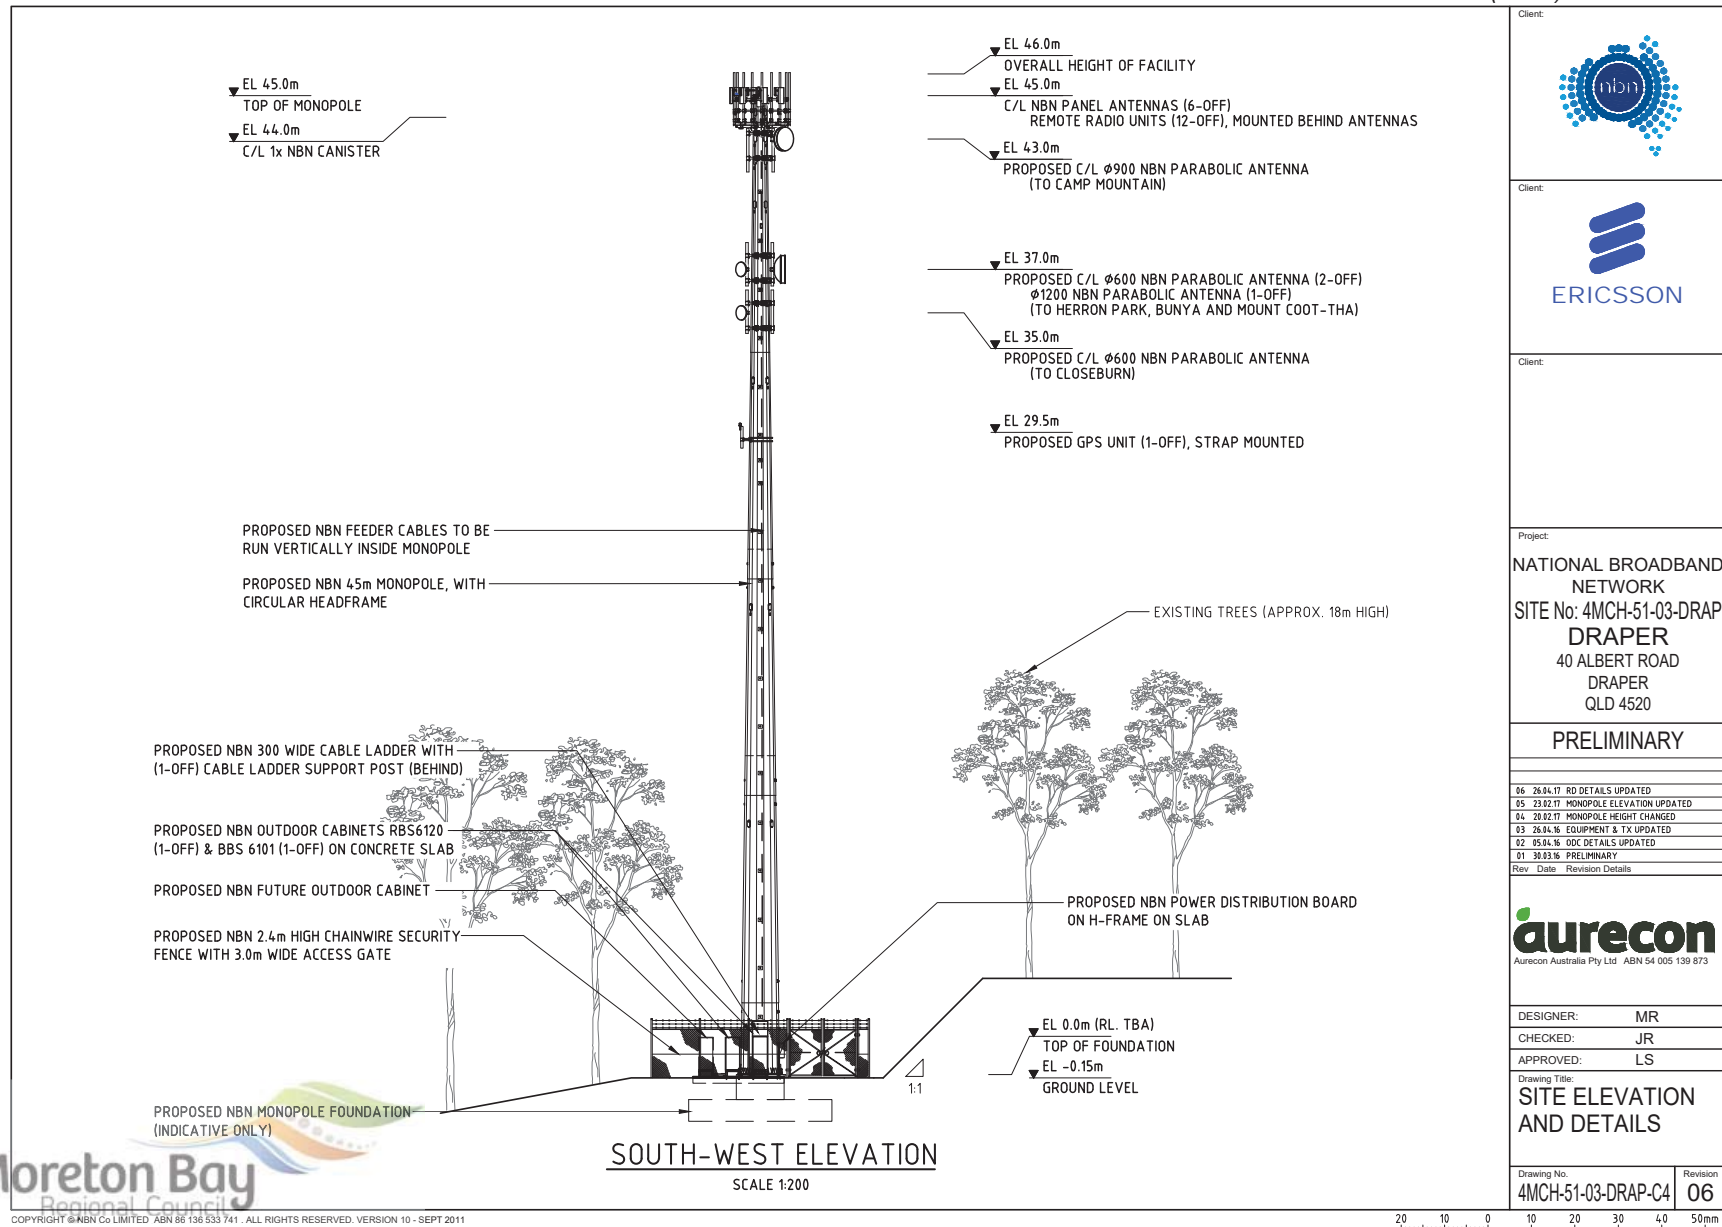 EL 45.0m
TOP OF MONOPOLE
EL 44.0m
C/L 1x NBN CANISTER
EL 46.0m
OVERALL HEIGHT OF FACILITY
EL 45.0m
C/L NBN PANEL ANTENNAS (6-OFF)
REMOTE RADIO UNITS (12-OFF), MOUNTED BEHIND ANTENNAS
EL 43.0m
PROPOSED C/L Ø900 NBN PARABOLIC ANTENNA
(TO CAMP MOUNTAIN)
EL 37.0m
PROPOSED C/L Ø600 NBN PARABOLIC ANTENNA (2-OFF)
Ø1200 NBN PARABOLIC ANTENNA (1-OFF)
(TO HERRON PARK, BUNYA AND MOUNT COOT-THA)
EL 35.0m
PROPOSED C/L Ø600 NBN PARABOLIC ANTENNA
(TO CLOSEBURN)
EL 29.5m
PROPOSED GPS UNIT (1-OFF), STRAP MOUNTED
PROPOSED NBN FEEDER CABLES TO BE
RUN VERTICALLY INSIDE MONOPOLE
PROPOSED NBN 45m MONOPOLE, WITH
CIRCULAR HEADFRAME
EXISTING TREES (APPROX. 18m HIGH)
PROPOSED NBN 300 WIDE CABLE LADDER WITH
(1-OFF) CABLE LADDER SUPPORT POST (BEHIND)
PROPOSED NBN OUTDOOR CABINETS RBS6120
(1-OFF) & BBS 6101 (1-OFF) ON CONCRETE SLAB
PROPOSED NBN FUTURE OUTDOOR CABINET
PROPOSED NBN 2.4m HIGH CHAINWIRE SECURITY
FENCE WITH 3.0m WIDE ACCESS GATE
PROPOSED NBN POWER DISTRIBUTION BOARD
ON H-FRAME ON SLAB
EL 0.0m (RL. TBA)
TOP OF FOUNDATION
EL -0.15m
GROUND LEVEL
1:1
PROPOSED NBN MONOPOLE FOUNDATION
(INDICATIVE ONLY)
SOUTH-WEST ELEVATION
SCALE 1:200
Moreton Bay
Regional Council
COPYRIGHT © NBN Co LIMITED ABN 86 136 533 741 . ALL RIGHTS RESERVED. VERSION 10 - SEPT 2011
Client:
nbn
Client:
ERICSSON
Client:
Project:
NATIONAL BROADBAND
NETWORK
SITE No: 4MCH-51-03-DRAP
DRAPER
40 ALBERT ROAD
DRAPER
QLD 4520
PRELIMINARY
06 26.04.17 RD DETAILS UPDATED
05 23.02.17 MONOPOLE ELEVATION UPDATED
04 20.02.17 MONOPOLE HEIGHT CHANGED
03 26.04.16 EQUIPMENT & TX UPDATED
02 05.04.16 ODC DETAILS UPDATED
01 30.03.16 PRELIMINARY
Rev Date Revision Details
aurecon
Aurecon Australia Pty Ltd ABN 54 005 139 873
DESIGNER: MR
CHECKED: JR
APPROVED: LS
Drawing Title:
SITE ELEVATION
AND DETAILS
Drawing No. Revision
4MCH-51-03-DRAP-C4 06
20 10 0 10 20 30 40 50mm